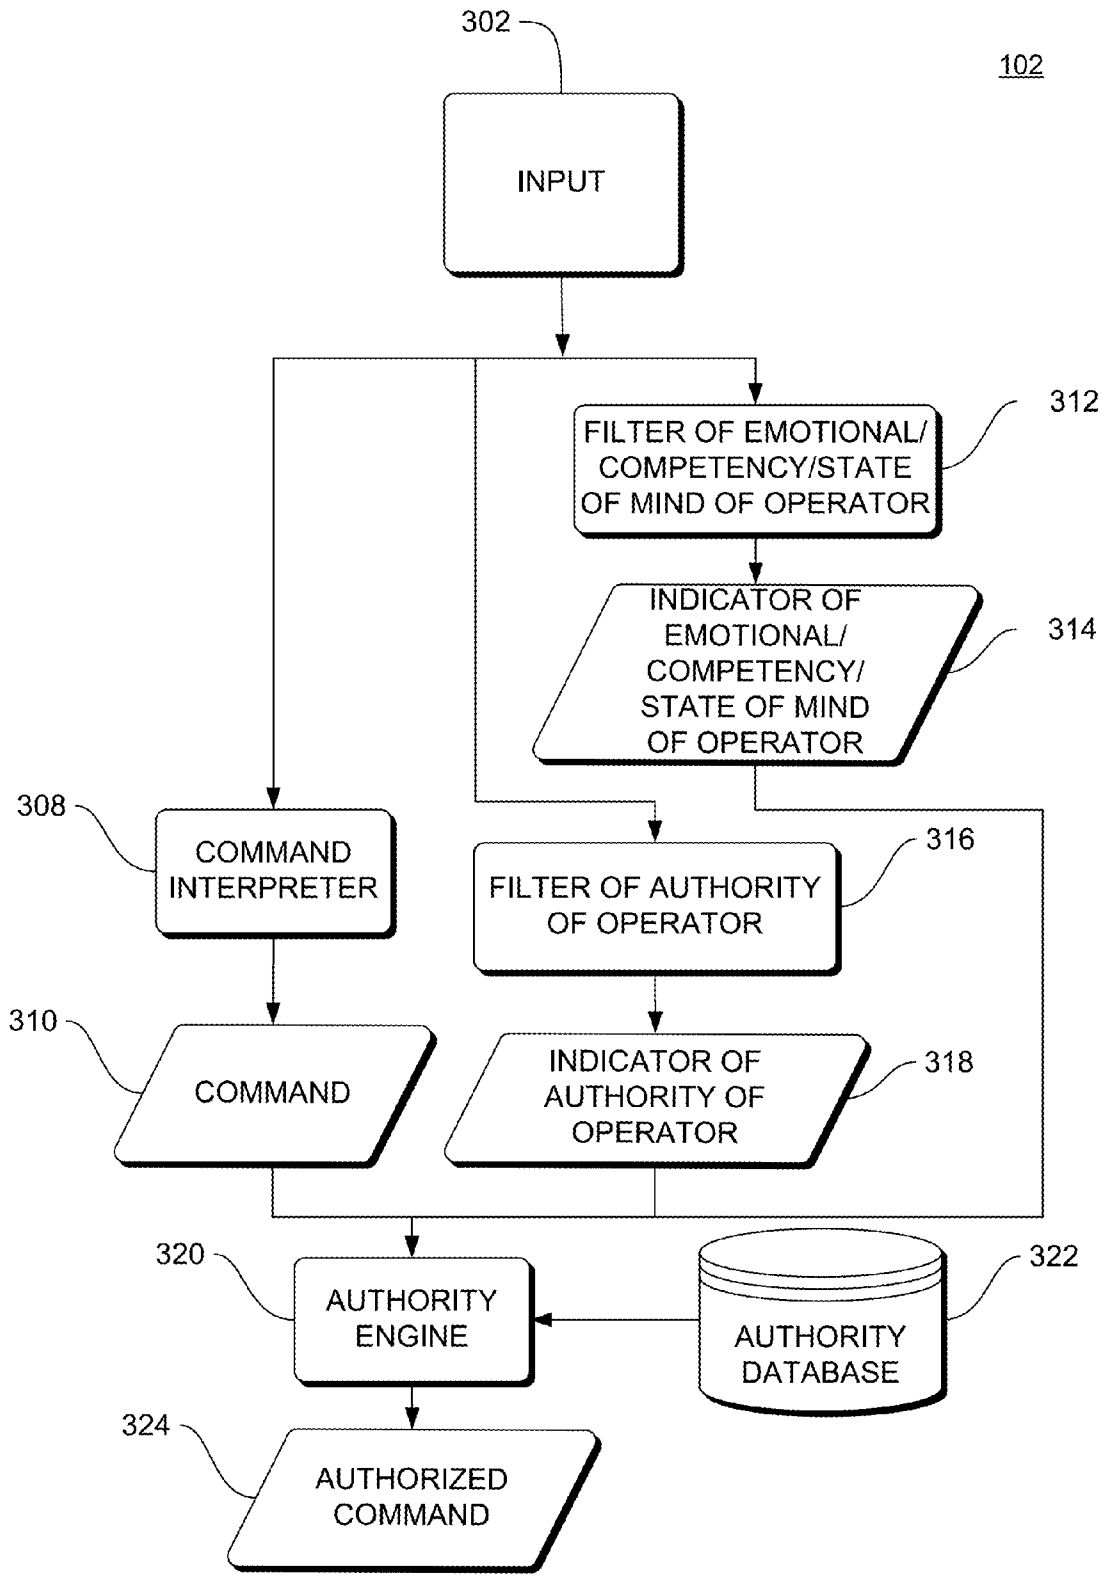 302
102
INPUT
312
FILTER OF EMOTIONAL/
COMPETENCY/STATE
OF MIND OF OPERATOR
314
INDICATOR OF
EMOTIONAL/
COMPETENCY/
STATE OF MIND
OF OPERATOR
308
COMMAND
INTERPRETER
316
FILTER OF AUTHORITY
OF OPERATOR
310
COMMAND
318
INDICATOR OF
AUTHORITY OF
OPERATOR
320
AUTHORITY
ENGINE
322
AUTHORITY
DATABASE
324
AUTHORIZED
COMMAND